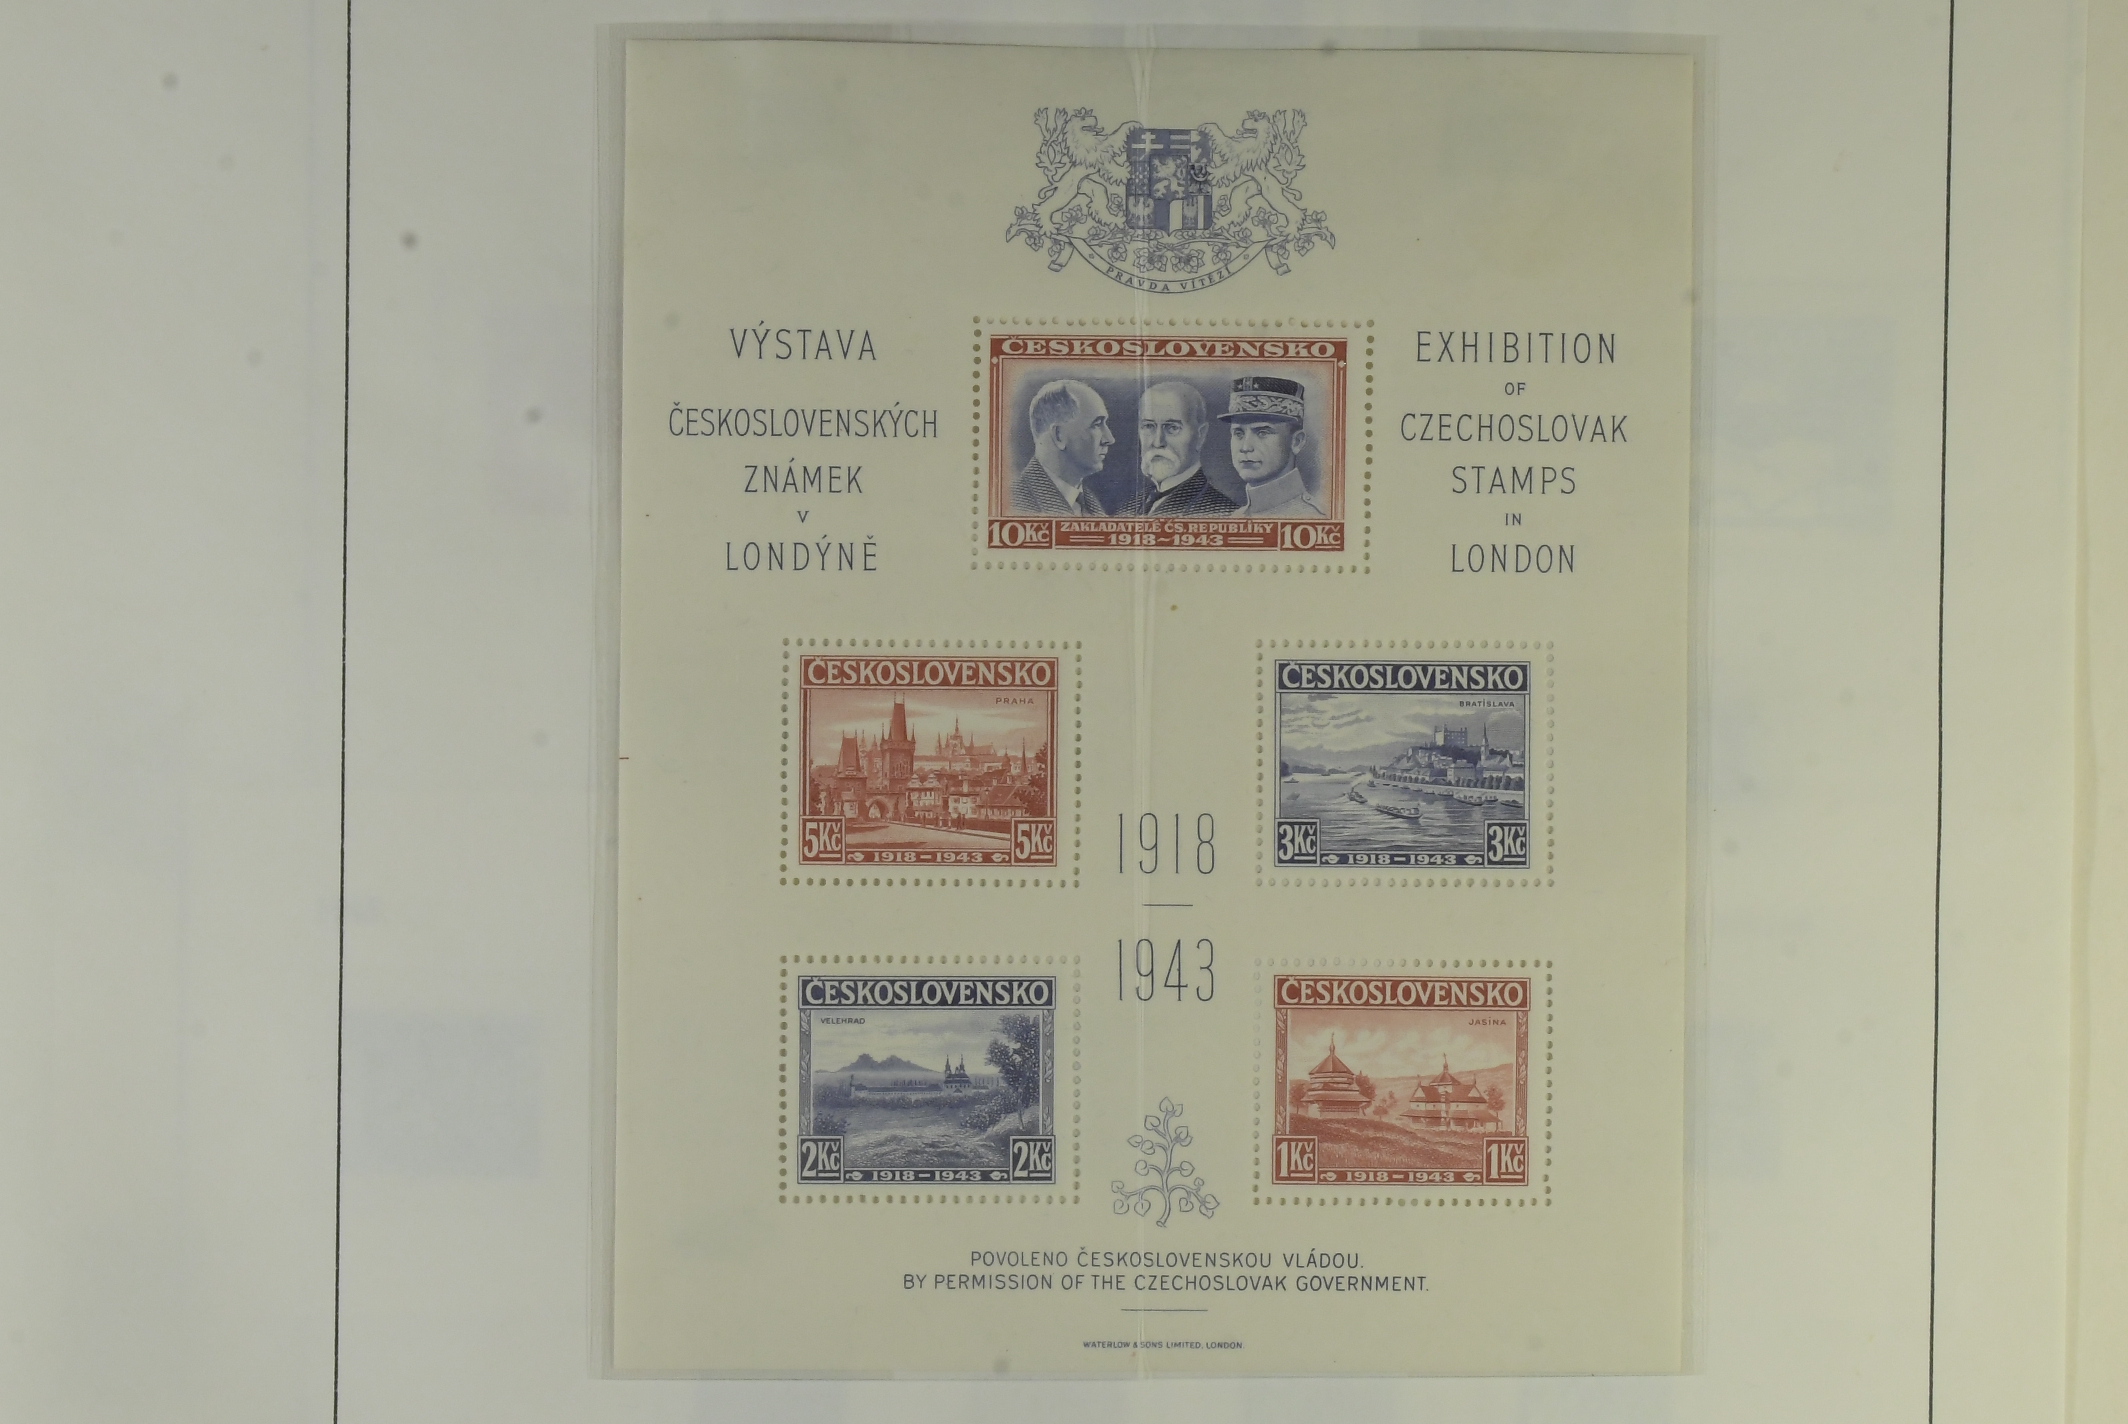 PRAVDA VÍTĚZÍ
VÝSTAVA
ČESKOSLOVENSKÝCH
ZNÁMEK
V
LONDÝNĚ
ČESKOSLOVENSKO
10Kč
ZAKLADATELÉ ČS. REPUBLIKY
1918~1943
10Kč
EXHIBITION
OF
CZECHOSLOVAK
STAMPS
IN
LONDON
ČESKOSLOVENSKO
PRAHA
5Kč
1918–1943
5Kč
ČESKOSLOVENSKO
BRATISLAVA
3Kč
1918–1943
3Kč
1918
1943
ČESKOSLOVENSKO
VELEHRAD
2Kč
1918–1943
2Kč
ČESKOSLOVENSKO
JASINA
1Kč
1918–1943
1Kč
POVOLENO ČESKOSLOVENSKOU VLÁDOU.
BY PERMISSION OF THE CZECHOSLOVAK GOVERNMENT.
WATERLOW & SONS LIMITED, LONDON.